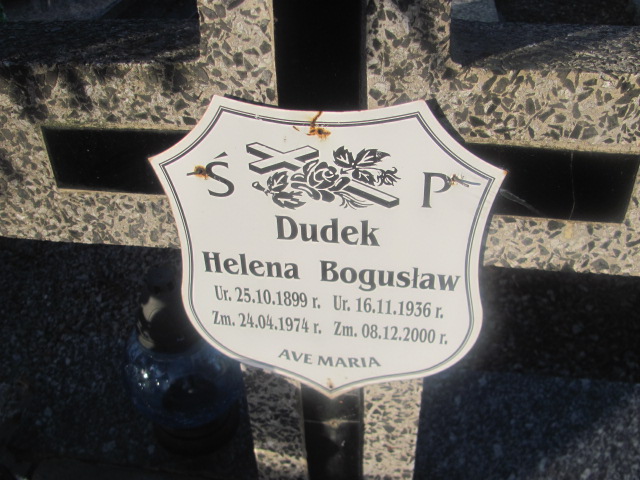 Ś P
Dudek
Helena Bogusław
Ur. 25.10.1899 r. Ur. 16.11.1936 r.
Zm. 24.04.1974 r. Zm. 08.12.2000 r.
AVE MARIA